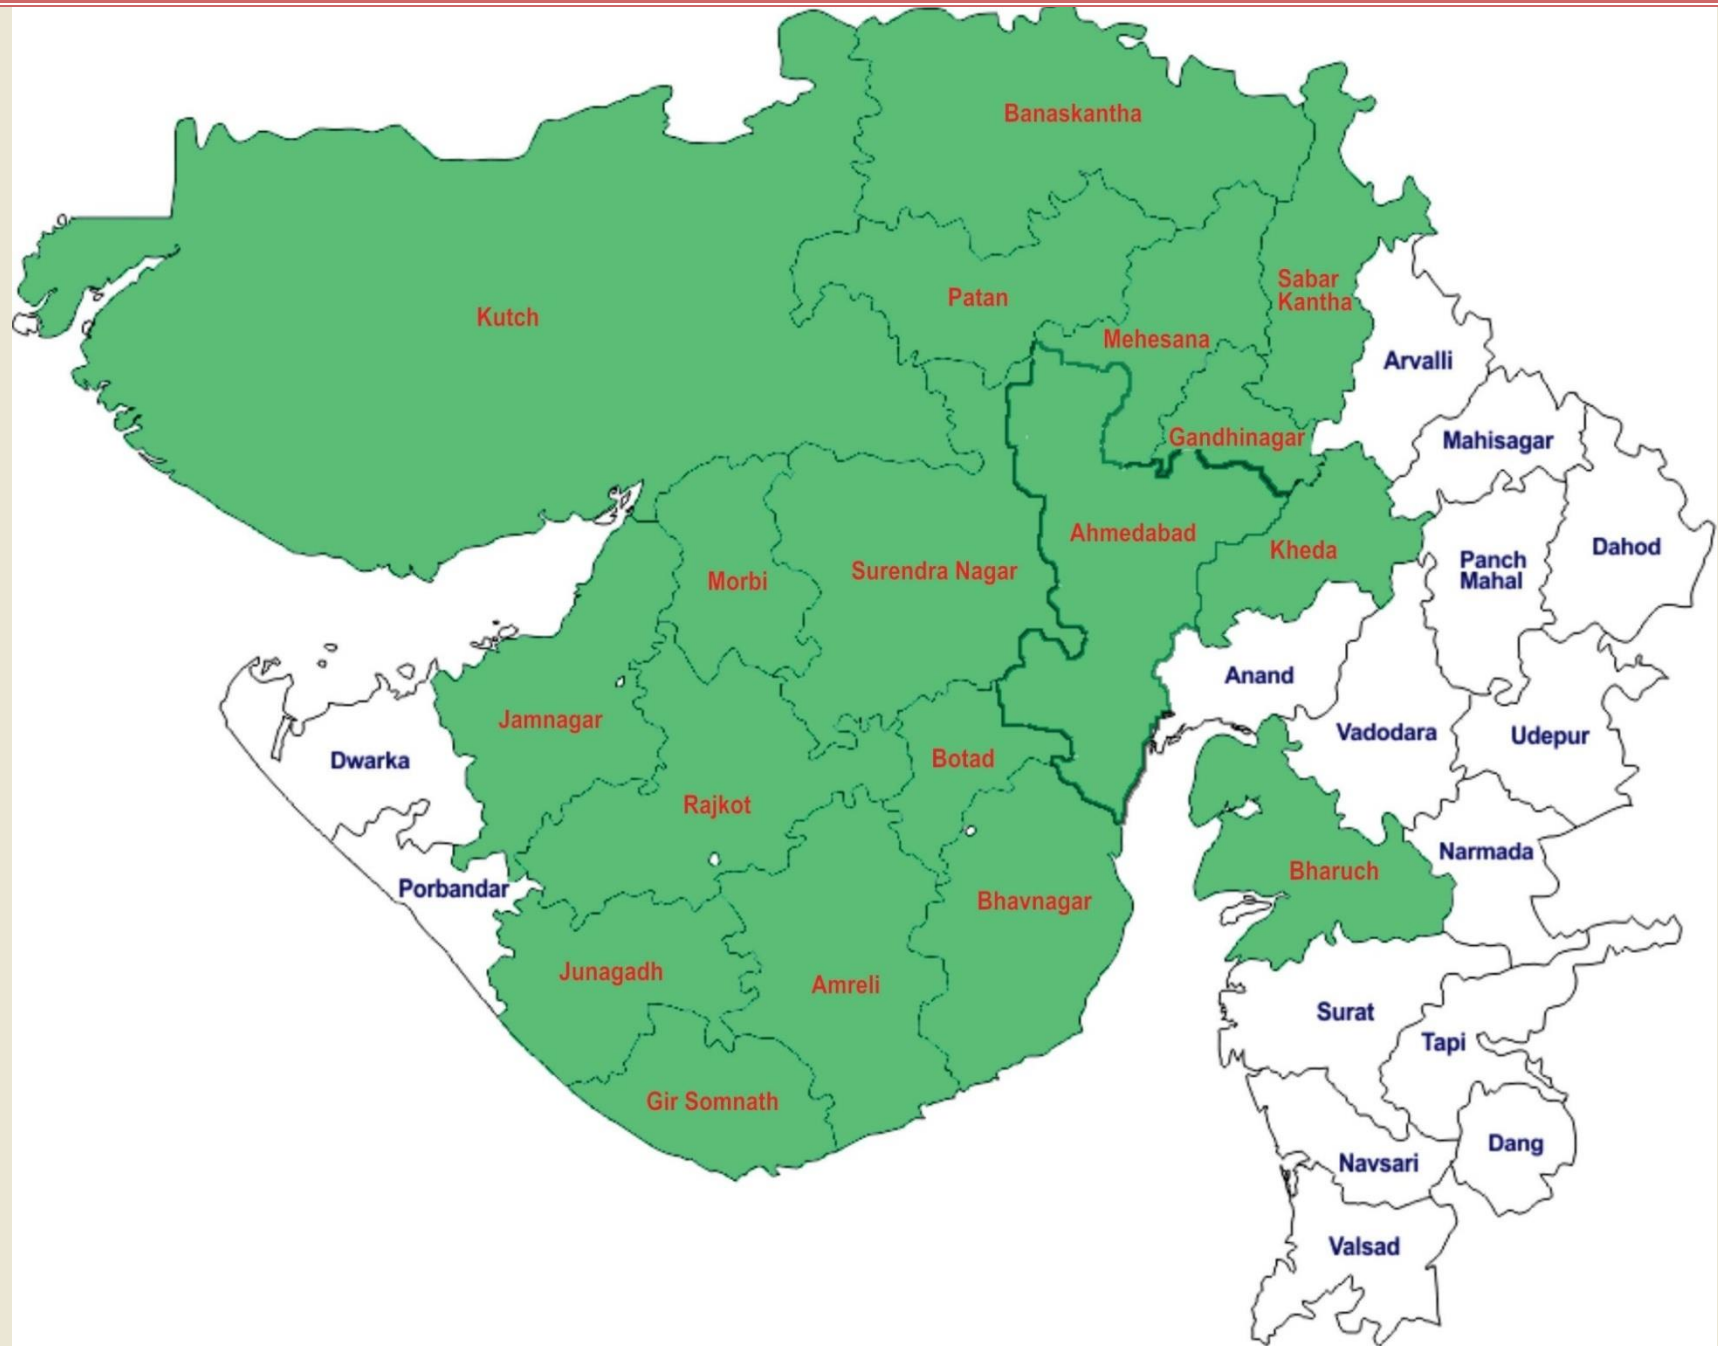 Banaskantha
Sabar
Kantha
Patan
Kutch
Mehesana
Arvalli
Gandhinagar
Mahisagar
Ahmedabad
Kheda
Panch
Mahal
Dahod
Morbi
Surendra Nagar
Anand
Jamnagar
Vadodara
Udepur
Dwarka
Botad
Rajkot
Narmada
Bharuch
Porbandar
Bhavnagar
Junagadh
Amreli
Surat
Tapi
Gir Somnath
Dang
Navsari
Valsad